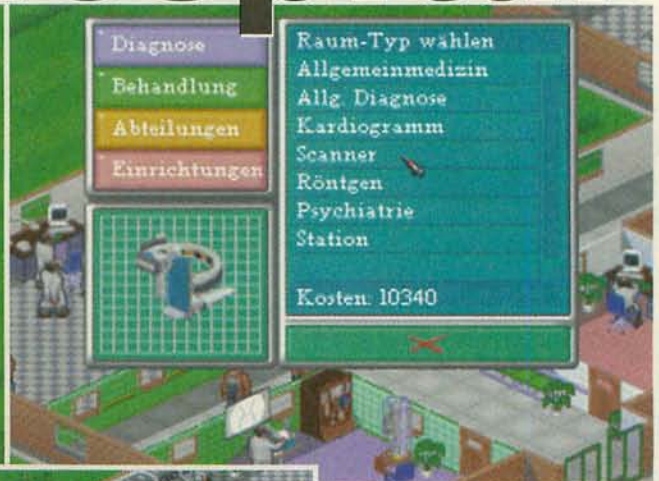 Diagnose
Behandlung
Abteilungen
Einrichtungen
Raum-Typ wählen
Allgemeinmedizin
Allg. Diagnose
Kardiogramm
Scanner
Röntgen
Psychiatrie
Station
Kosten: 10340